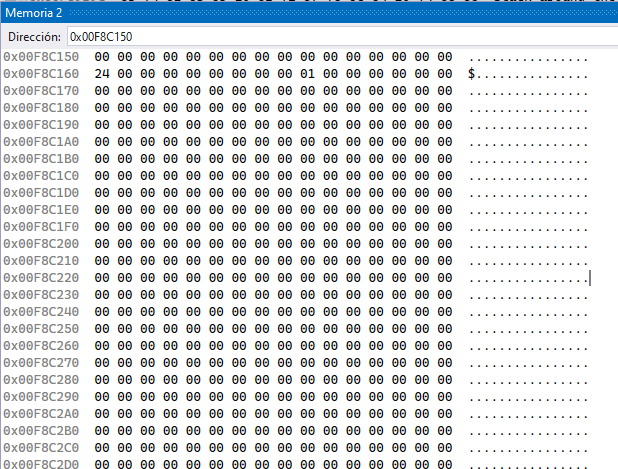 Memoria 2
Dirección: 0x00F8C150
0x00F8C150 00 00 00 00 00 00 00 00 00 00 00 00 00 00 00 00 ................
0x00F8C160 24 00 00 00 00 00 00 00 00 01 00 00 00 00 00 00 $...............
0x00F8C170 00 00 00 00 00 00 00 00 00 00 00 00 00 00 00 00 ................
0x00F8C180 00 00 00 00 00 00 00 00 00 00 00 00 00 00 00 00 ................
0x00F8C190 00 00 00 00 00 00 00 00 00 00 00 00 00 00 00 00 ................
0x00F8C1A0 00 00 00 00 00 00 00 00 00 00 00 00 00 00 00 00 ................
0x00F8C1B0 00 00 00 00 00 00 00 00 00 00 00 00 00 00 00 00 ................
0x00F8C1C0 00 00 00 00 00 00 00 00 00 00 00 00 00 00 00 00 ................
0x00F8C1D0 00 00 00 00 00 00 00 00 00 00 00 00 00 00 00 00 ................
0x00F8C1E0 00 00 00 00 00 00 00 00 00 00 00 00 00 00 00 00 ................
0x00F8C1F0 00 00 00 00 00 00 00 00 00 00 00 00 00 00 00 00 ................
0x00F8C200 00 00 00 00 00 00 00 00 00 00 00 00 00 00 00 00 ................
0x00F8C210 00 00 00 00 00 00 00 00 00 00 00 00 00 00 00 00 ................
0x00F8C220 00 00 00 00 00 00 00 00 00 00 00 00 00 00 00 00 ................
0x00F8C230 00 00 00 00 00 00 00 00 00 00 00 00 00 00 00 00 ................
0x00F8C240 00 00 00 00 00 00 00 00 00 00 00 00 00 00 00 00 ................
0x00F8C250 00 00 00 00 00 00 00 00 00 00 00 00 00 00 00 00 ................
0x00F8C260 00 00 00 00 00 00 00 00 00 00 00 00 00 00 00 00 ................
0x00F8C270 00 00 00 00 00 00 00 00 00 00 00 00 00 00 00 00 ................
0x00F8C280 00 00 00 00 00 00 00 00 00 00 00 00 00 00 00 00 ................
0x00F8C290 00 00 00 00 00 00 00 00 00 00 00 00 00 00 00 00 ................
0x00F8C2A0 00 00 00 00 00 00 00 00 00 00 00 00 00 00 00 00 ................
0x00F8C2B0 00 00 00 00 00 00 00 00 00 00 00 00 00 00 00 00 ................
0x00F8C2C0 00 00 00 00 00 00 00 00 00 00 00 00 00 00 00 00 ................
0x00F8C2D0 00 00 00 00 00 00 00 00 00 00 00 00 00 00 00 00 ................